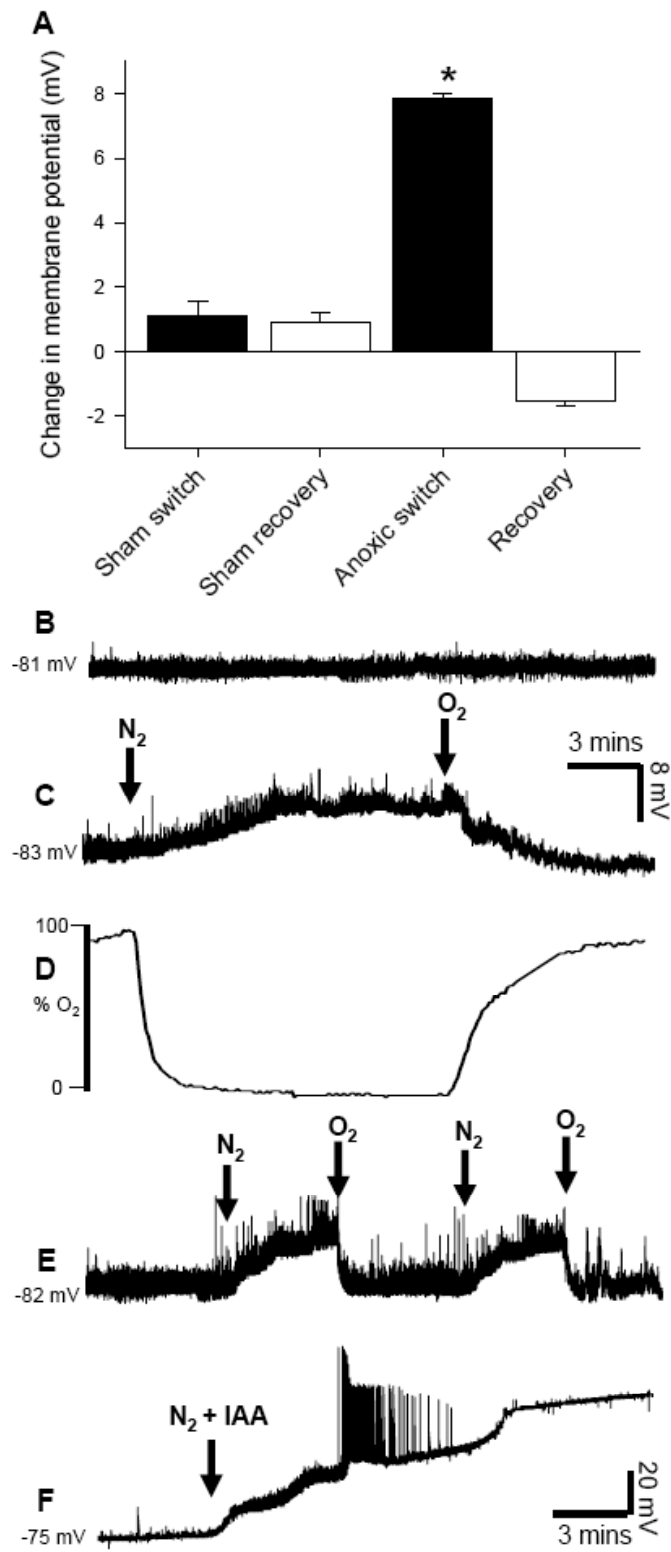 A
Change in membrane potential (mV)
8
6
4
2
0
-2
*
Sham switch
Sham recovery
Anoxic switch
Recovery
B
-81 mV
N2
O2
3 mins
8 mV
C
-83 mV
100
D
% O2
0
N2
O2
N2
O2
E
-82 mV
N2 + IAA
F
-75 mV
20 mV
3 mins